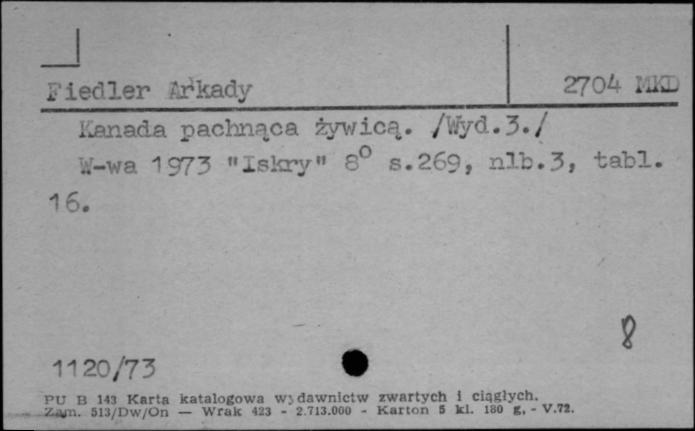 Fiedler Arkady
2704 MKD
Kanada pachnąca żywicą. /Wyd.3./
W-wa 1973 "Iskry" 8° s.269, nlb.3, tabl.
16.
8
1120/73
PU B 143 Karta katalogowa wydawnictw zwartych i ciągłych.
Zam. 513/Dw/On — Wrak 423 - 2.713.000 - Karton 5 kl. 180 g, - V.72.